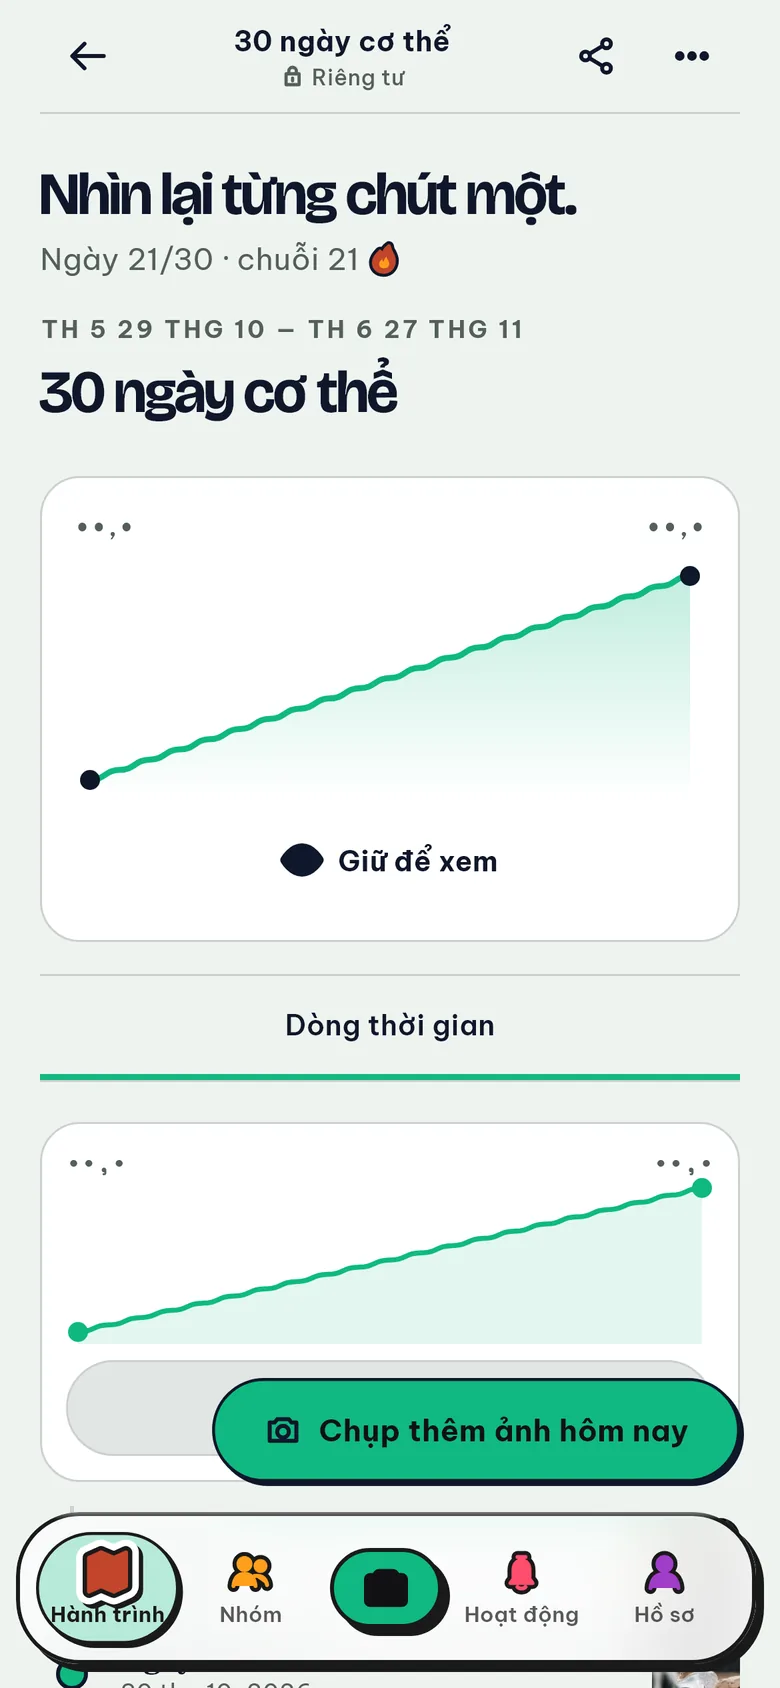 30 ngày cơ thể
Riêng tư
Nhìn lại từng chút một.
Ngày 21/30 · chuỗi 21
TH 5 29 THG 10 — TH 6 27 THG 11
30 ngày cơ thể
••,• ••,•
Giữ để xem
Dòng thời gian
••,• ••,•
Chụp thêm ảnh hôm nay
Hành trình Nhóm Hoạt động Hồ sơ